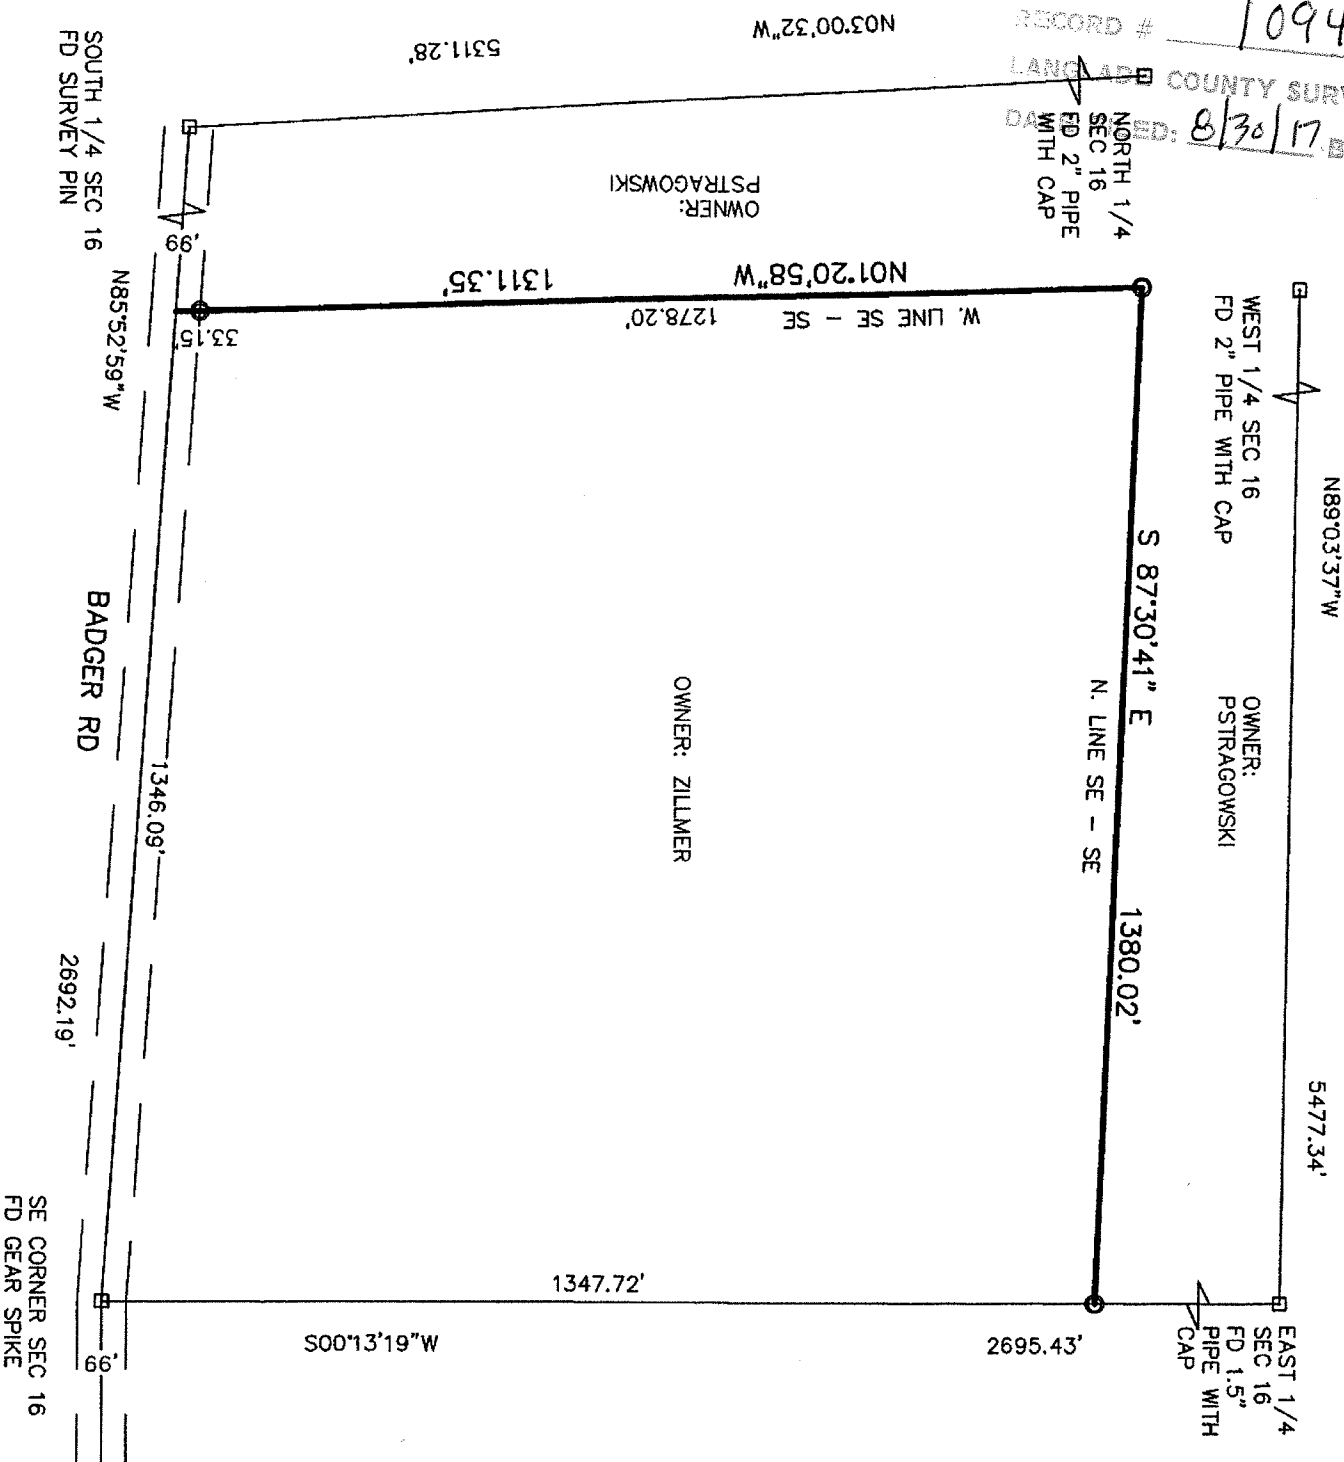 RECORD # 1094
LANGLADE COUNTY SURV
ED: 8/30/17 B
N03°00'32"W
5311.28'
SOUTH 1/4 SEC 16
FD SURVEY PIN
NORTH 1/4
SEC 16
FD 2" PIPE
WITH CAP
OWNER:
PSTRAGOWSKI
66'
N01°20'58"W
1311.35'
W. LINE SE - SE
1278.20'
33.15'
WEST 1/4 SEC 16
FD 2" PIPE WITH CAP
N89°03'37"W
5477.34'
OWNER:
PSTRAGOWSKI
S 87°30'41" E
1380.02'
N. LINE SE - SE
OWNER: ZILLMER
N85°52'59"W
BADGER RD
1346.09'
2692.19'
1347.72'
S00°13'19"W
2695.43'
EAST 1/4
SEC 16
FD 1.5"
PIPE WITH
CAP
66'
SE CORNER SEC 16
FD GEAR SPIKE